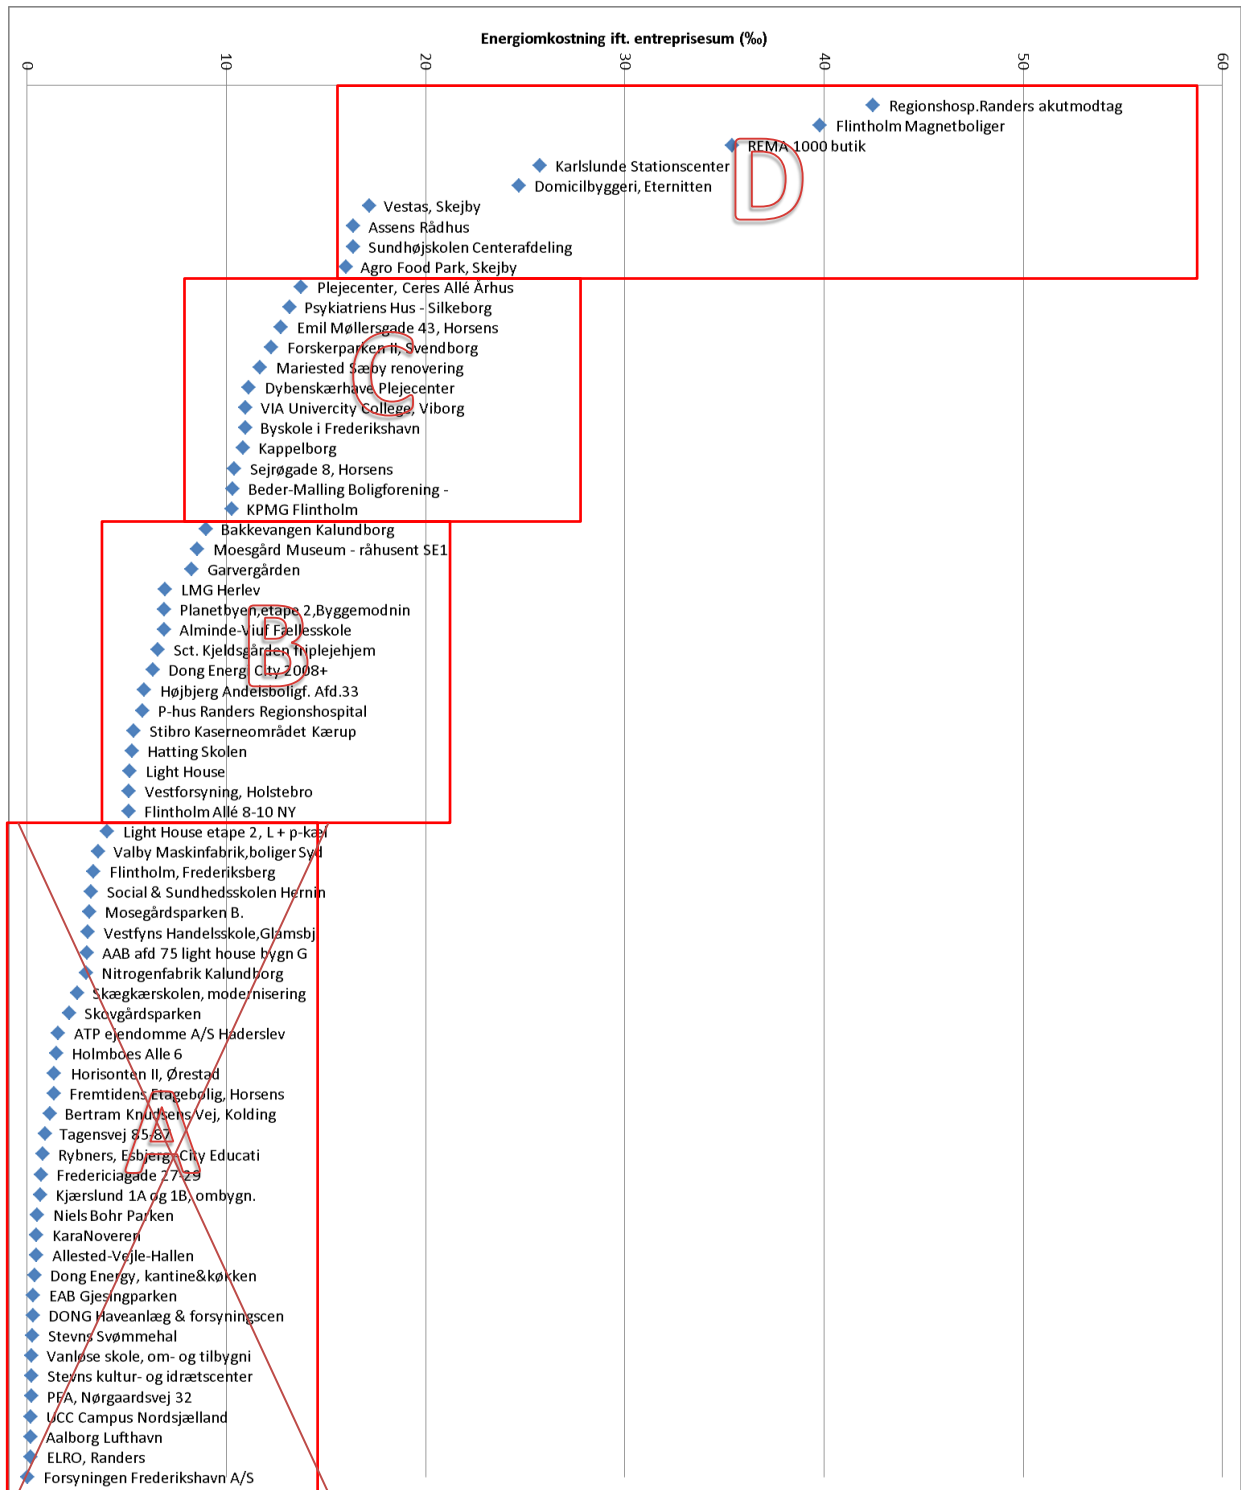 Energiomkostning ift. entreprisesum (‰)
0 10 20 30 40 50 60
Regionshosp.Randers akutmodtag
Flintholm Magnetboliger
REMA 1000 butik
Karlslunde Stationscenter
Domicilbyggeri, Eternitten
D
Vestas, Skejby
Assens Rådhus
Sundhøjskolen Centerafdeling
Agro Food Park, Skejby
Plejecenter, Ceres Allé Århus
Psykiatriens Hus - Silkeborg
Emil Møllersgade 43, Horsens
Forskerparken II, Svendborg
Mariested Sæby renovering
C
Dybenskærhave Plejecenter
VIA Univercity College, Viborg
Byskole i Frederikshavn
Kappelborg
Sejrøgade 8, Horsens
Beder-Malling Boligforening -
KPMG Flintholm
Bakkevangen Kalundborg
Moesgård Museum - råhusent SE1
Garvergården
LMG Herlev
Planetbyen,etape 2,Byggemodnin
Alminde-Viuf Fællesskole
B
Sct. Kjeldsgården friplejehjem
Dong Energi City 2008+
Højbjerg Andelsboligf. Afd.33
P-hus Randers Regionshospital
Stibro Kaserneområdet Kærup
Hatting Skolen
Light House
Vestforsyning, Holstebro
Flintholm Allé 8-10 NY
Light House etape 2, L + p-kæl
Valby Maskinfabrik,boliger Syd
Flintholm, Frederiksberg
Social & Sundhedsskolen Hernin
Mosegårdsparken B.
Vestfyns Handelsskole,Glamsbj
AAB afd 75 light house bygn G
Nitrogenfabrik Kalundborg
Skægkærskolen, modernisering
Skovgårdsparken
ATP ejendomme A/S Haderslev
Holmboes Alle 6
Horisonten II, Ørestad
Fremtidens Etagebolig, Horsens
Bertram Knudsens Vej, Kolding
Tagensvej 85-87
A
Rybners, Esbjerg City Educati
Fredericiagade 27-29
Kjærslund 1A og 1B, ombygn.
Niels Bohr Parken
KaraNoveren
Allested-Vejle-Hallen
Dong Energy, kantine&køkken
EAB Gjesingparken
DONG Haveanlæg & forsyningscen
Stevns Svømmehal
Vanløse skole, om- og tilbygni
Stevns kultur- og idrætscenter
PFA, Nørgaardsvej 32
UCC Campus Nordsjælland
Aalborg Lufthavn
ELRO, Randers
Forsyningen Frederikshavn A/S